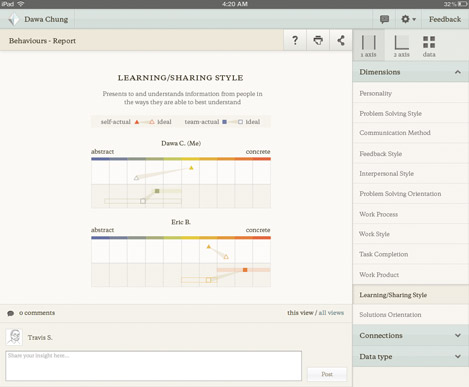 iPad
4:20 AM
32%
Dawa Chung
Feedback
Behaviours - Report
?
1 axis
2 axis
data
LEARNING/SHARING STYLE
Presents to and understands information from people in
the ways they are able to best understand
self-actual ideal team-actual ideal
Dawa C. (Me)
abstract concrete
Eric B.
abstract concrete
0 comments
this view / all views
Travis S.
Share your insight here...
Post
Dimensions
Personality
Problem Solving Style
Communication Method
Feedback Style
Interpersonal Style
Problem Solving Orientation
Work Process
Work Style
Task Completion
Work Product
Learning/Sharing Style
Solutions Orientation
Connections
Data type